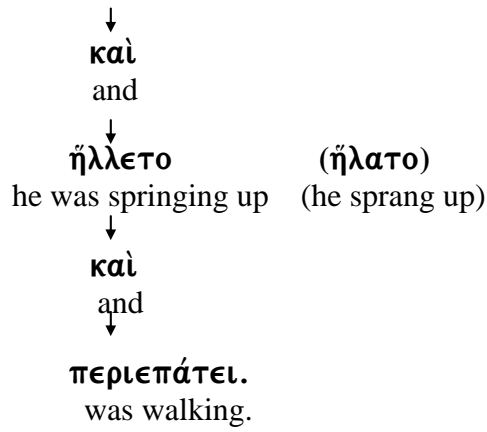 καὶ
and
ἥλλετο (ἥλατο)
he was springing up (he sprang up)
καὶ
and
περιεπάτει.
was walking.